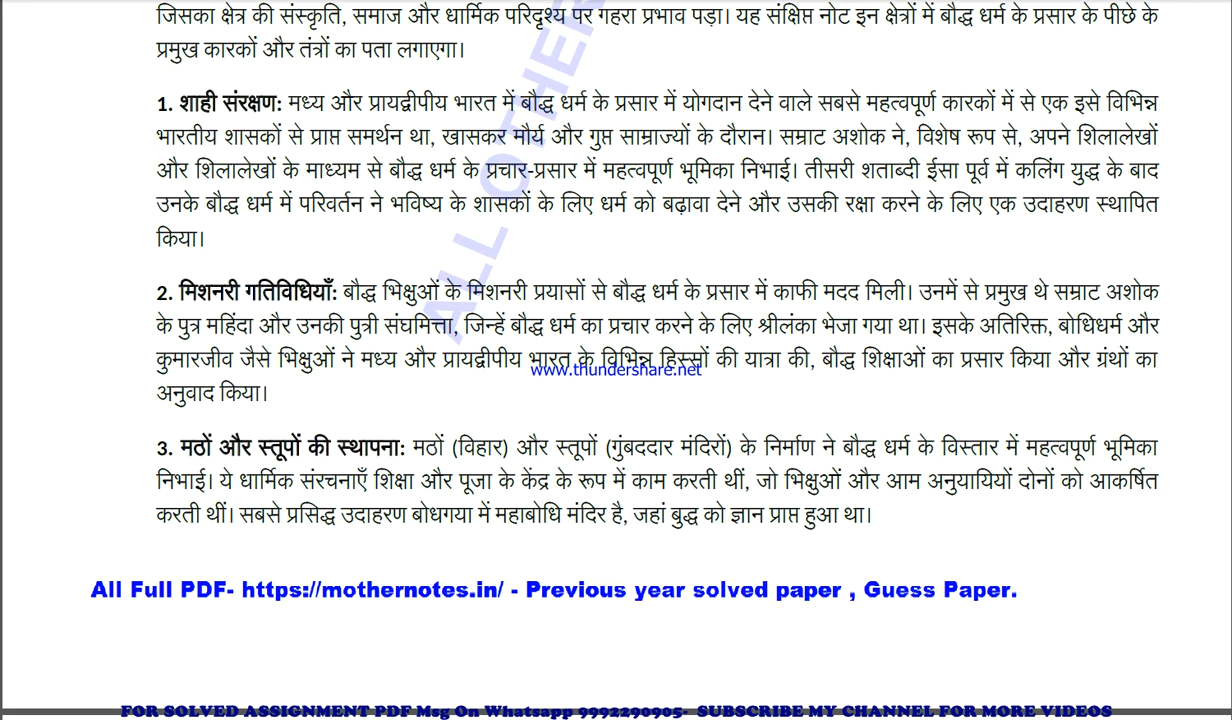 जिसका क्षेत्र की संस्कृति, समाज और धार्मिक परिदृश्य पर गहरा प्रभाव पड़ा। यह संक्षिप्त नोट इन क्षेत्रों में बौद्ध धर्म के प्रसार के पीछे के
प्रमुख कारकों और तंत्रों का पता लगाएगा।
1. शाही संरक्षण: मध्य और प्रायद्वीपीय भारत में बौद्ध धर्म के प्रसार में योगदान देने वाले सबसे महत्वपूर्ण कारकों में से एक इसे विभिन्न
भारतीय शासकों से प्राप्त समर्थन था, खासकर मौर्य और गुप्त साम्राज्यों के दौरान। सम्राट अशोक ने, विशेष रूप से, अपने शिलालेखों
और शिलालेखों के माध्यम से बौद्ध धर्म के प्रचार-प्रसार में महत्वपूर्ण भूमिका निभाई। तीसरी शताब्दी ईसा पूर्व में कलिंग युद्ध के बाद
उनके बौद्ध धर्म में परिवर्तन ने भविष्य के शासकों के लिए धर्म को बढ़ावा देने और उसकी रक्षा करने के लिए एक उदाहरण स्थापित
किया।
2. मिशनरी गतिविधियाँ: बौद्ध भिक्षुओं के मिशनरी प्रयासों से बौद्ध धर्म के प्रसार में काफी मदद मिली। उनमें से प्रमुख थे सम्राट अशोक
के पुत्र महिंदा और उनकी पुत्री संघमित्ता, जिन्हें बौद्ध धर्म का प्रचार करने के लिए श्रीलंका भेजा गया था। इसके अतिरिक्त, बोधिधर्म और
कुमारजीव जैसे भिक्षुओं ने मध्य और प्रायद्वीपीय भारत के विभिन्न हिस्सों की यात्रा की, बौद्ध शिक्षाओं का प्रसार किया और ग्रंथों का
www.thundershare.net
अनुवाद किया।
3. मठों और स्तूपों की स्थापना: मठों (विहार) और स्तूपों (गुंबददार मंदिरों) के निर्माण ने बौद्ध धर्म के विस्तार में महत्वपूर्ण भूमिका
निभाई। ये धार्मिक संरचनाएँ शिक्षा और पूजा के केंद्र के रूप में काम करती थीं, जो भिक्षुओं और आम अनुयायियों दोनों को आकर्षित
करती थीं। सबसे प्रसिद्ध उदाहरण बोधगया में महाबोधि मंदिर है, जहां बुद्ध को ज्ञान प्राप्त हुआ था।
ALL OTHER
All Full PDF- https://mothernotes.in/ - Previous year solved paper , Guess Paper.
FOR SOLVED ASSIGNMENT PDF Msg On Whatsapp 9992290905- SUBSCRIBE MY CHANNEL FOR MORE VIDEOS